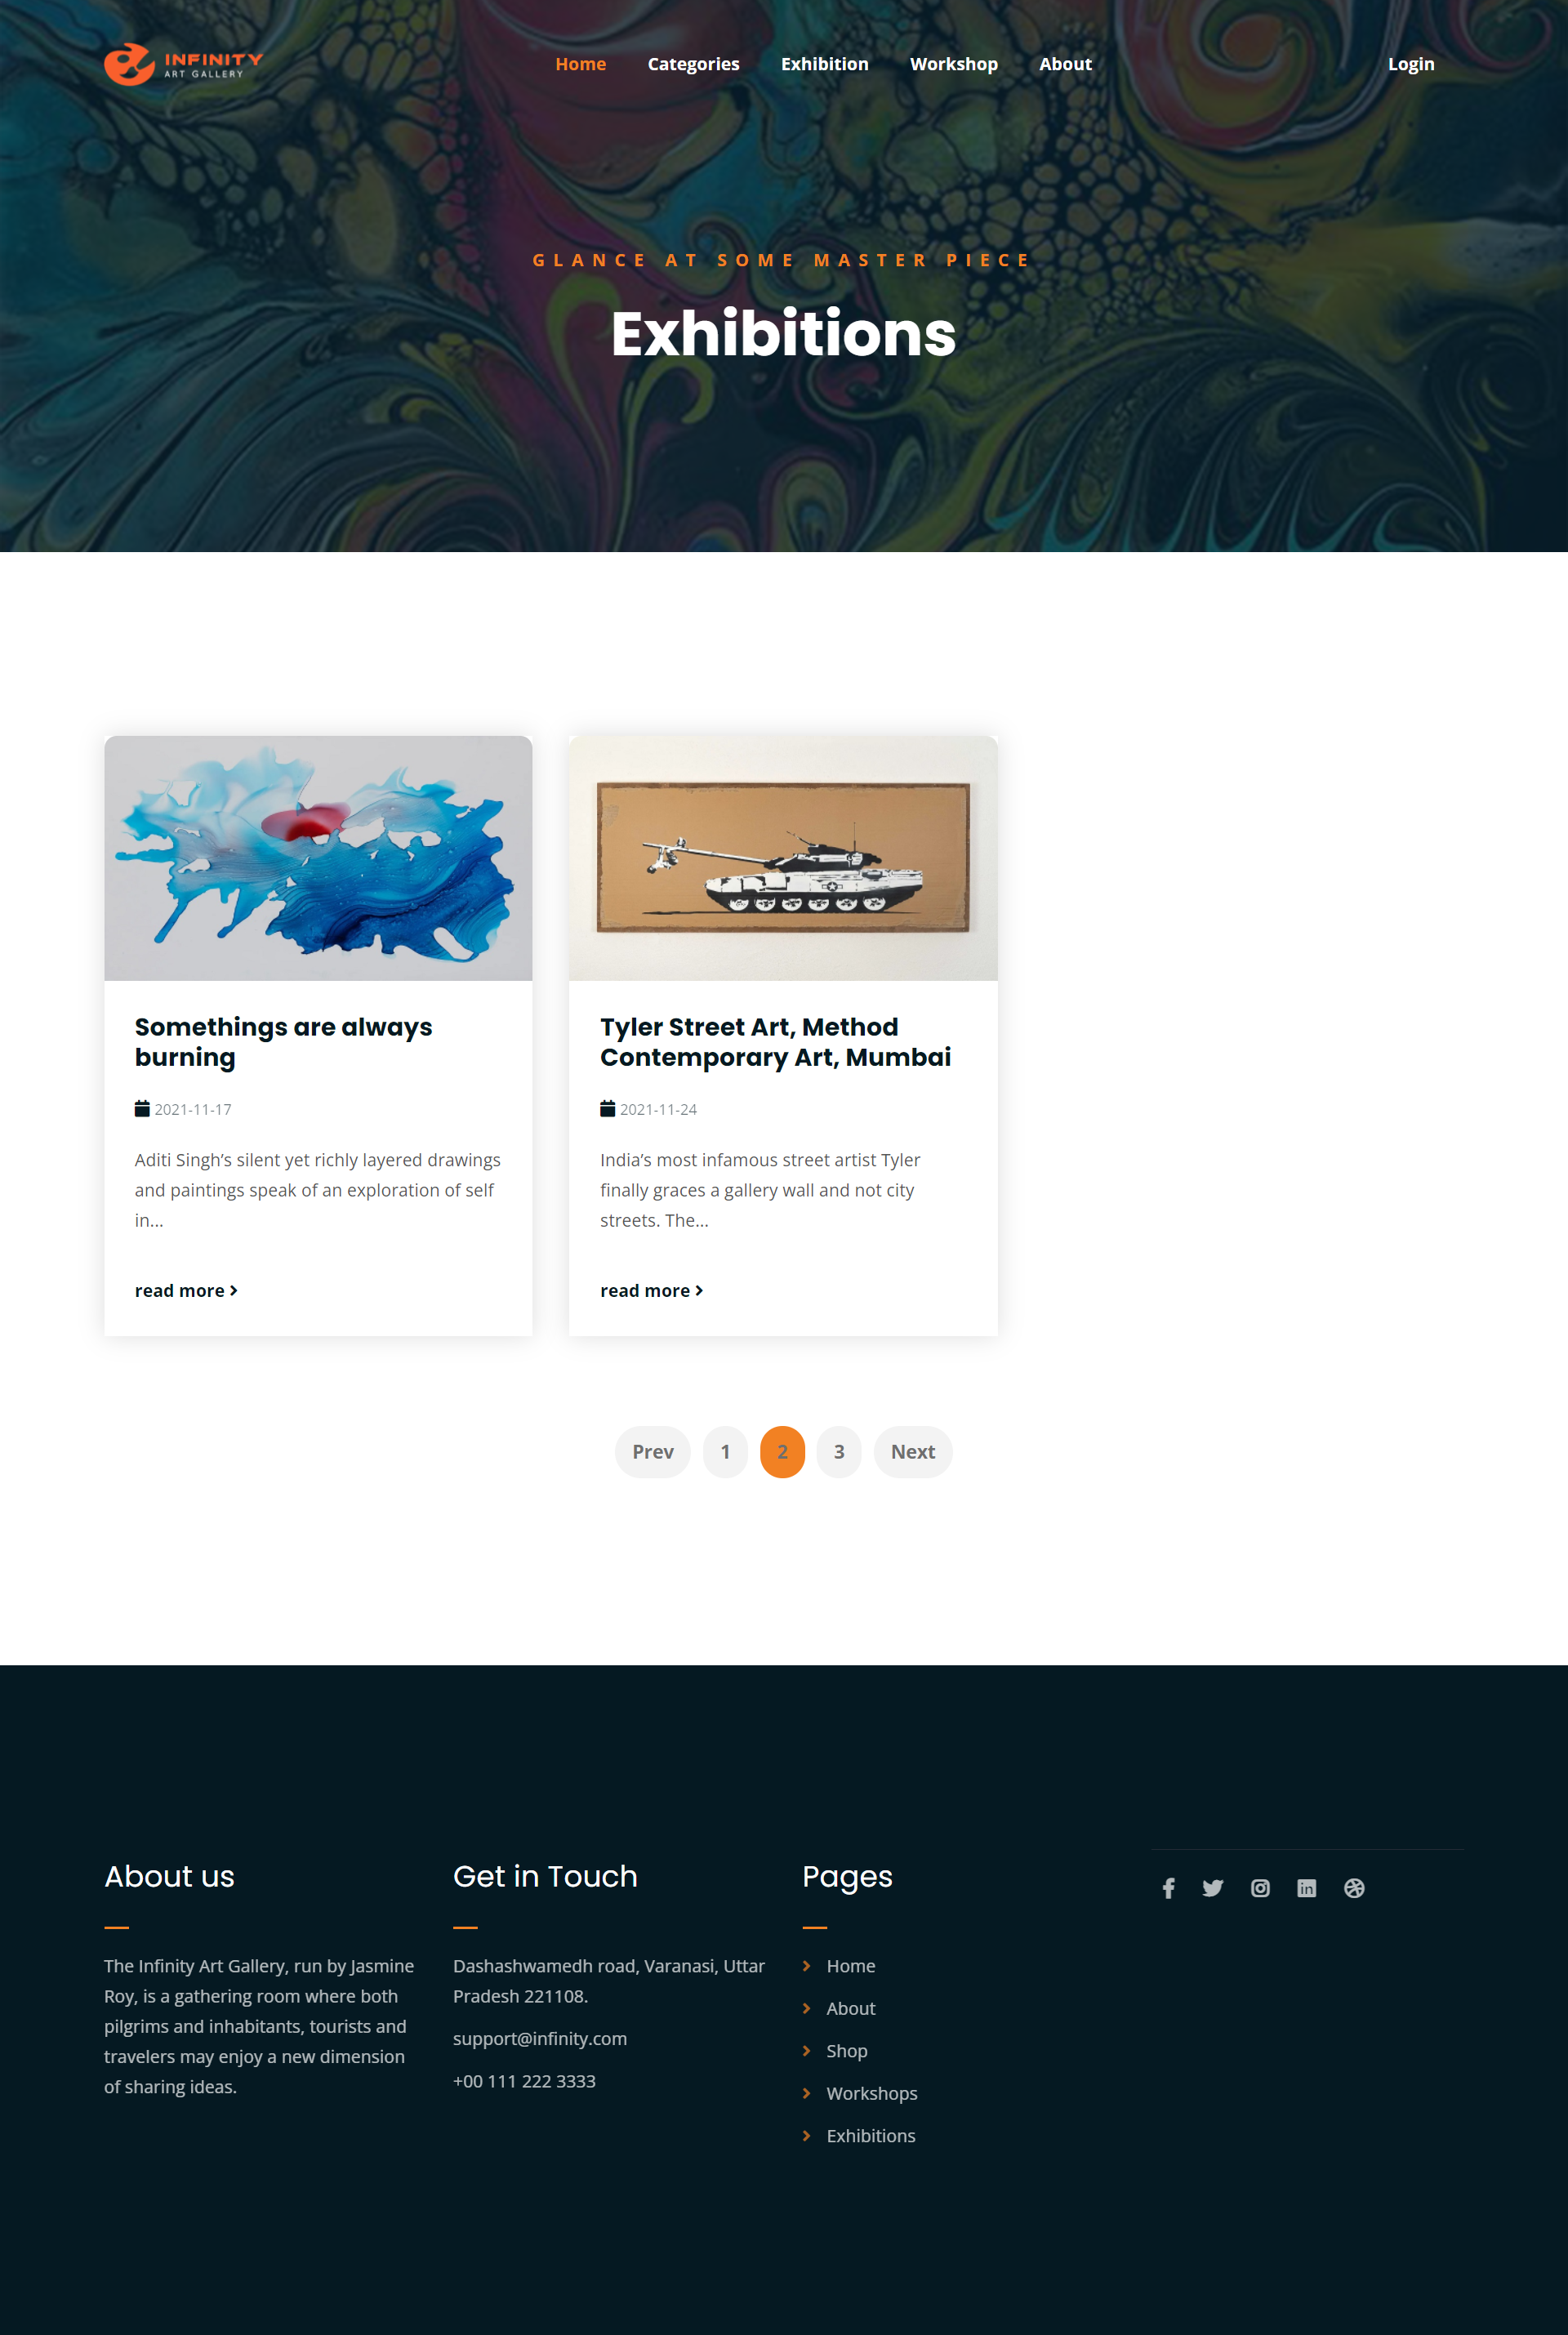 INFINITY
ART GALLERY
Home
Categories
Exhibition
Workshop
About
Login
GLANCE AT SOME MASTER PIECE
Exhibitions
Somethings are always
burning
2021-11-17
Aditi Singh’s silent yet richly layered drawings
and paintings speak of an exploration of self
in...
read more
Tyler Street Art, Method
Contemporary Art, Mumbai
2021-11-24
India’s most infamous street artist Tyler
finally graces a gallery wall and not city
streets. The...
read more
Prev
1
2
3
Next
About us
The Infinity Art Gallery, run by Jasmine
Roy, is a gathering room where both
pilgrims and inhabitants, tourists and
travelers may enjoy a new dimension
of sharing ideas.
Get in Touch
Dashashwamedh road, Varanasi, Uttar
Pradesh 221108.
support@infinity.com
+00 111 222 3333
Pages
Home
About
Shop
Workshops
Exhibitions